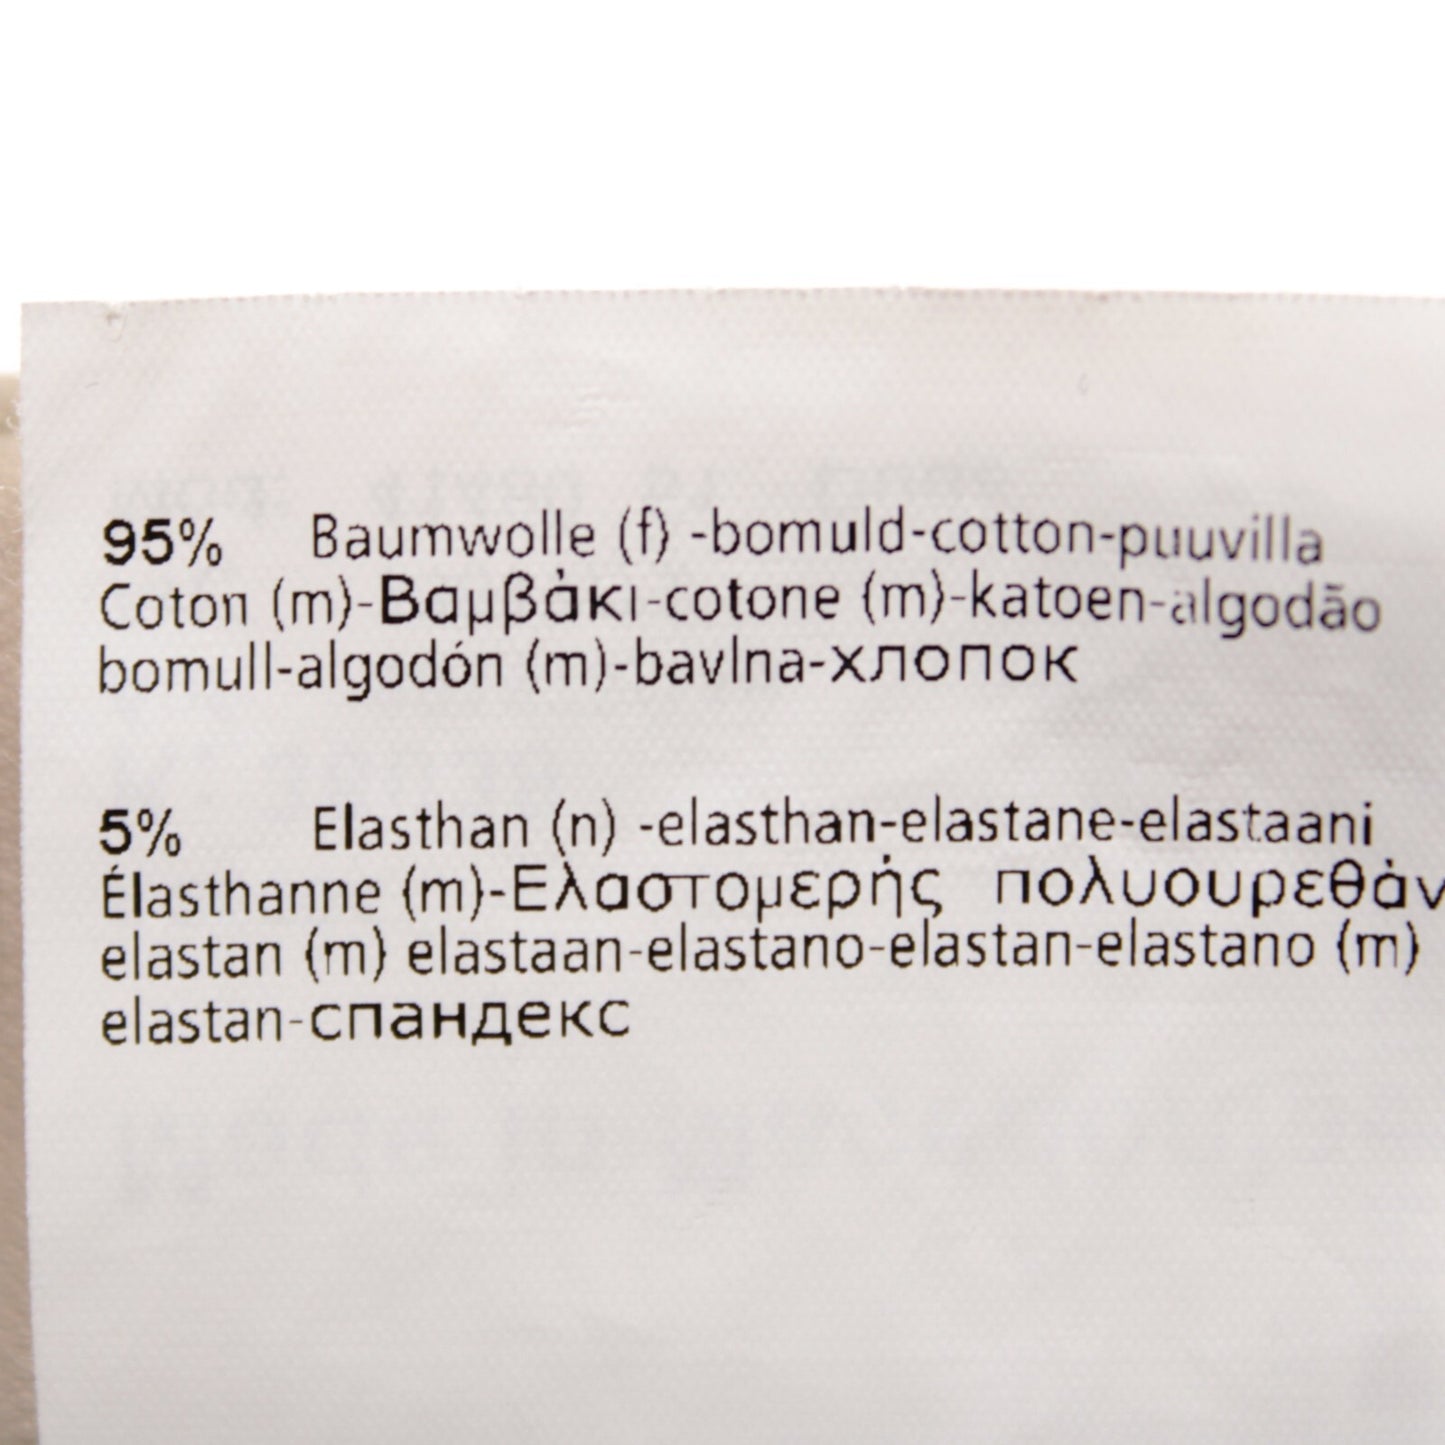 95% Baumwolle (f) -bomuld-cotton-puuvilla
Coton (m)-Βαμβάκι-cotone (m)-katoen-algodão
bomull-algodón (m)-bavlna-хлопок
5% Elasthan (n) -elasthan-elastane-elastaani
Élasthanne (m)-Ελαστομερής πολυουρεθάν
elastan (m) elastaan-elastano-elastan-elastano (m)
elastan-спандекс